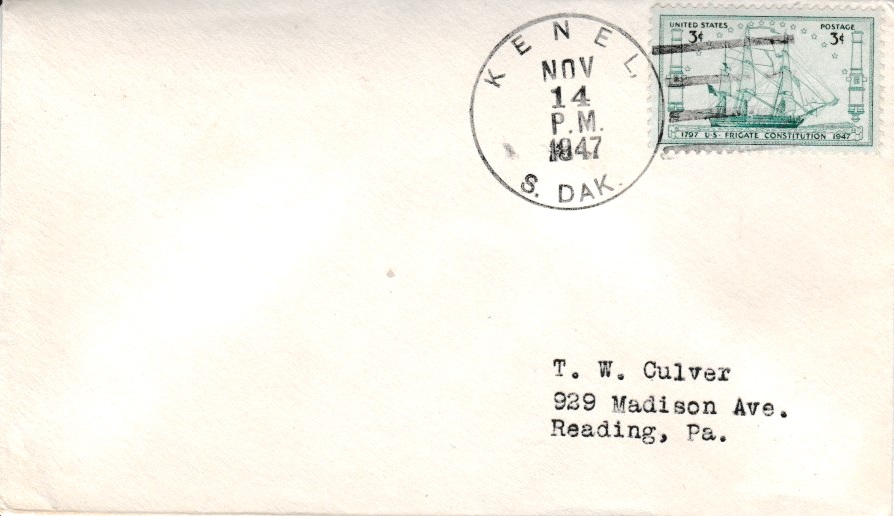 KENEL,
NOV
14
P.M.
1947
S. DAK.
UNITED STATES POSTAGE
3¢ 3¢
1797 U·S· FRIGATE CONSTITUTION 1947
T. W. Culver
929 Madison Ave.
Reading, Pa.